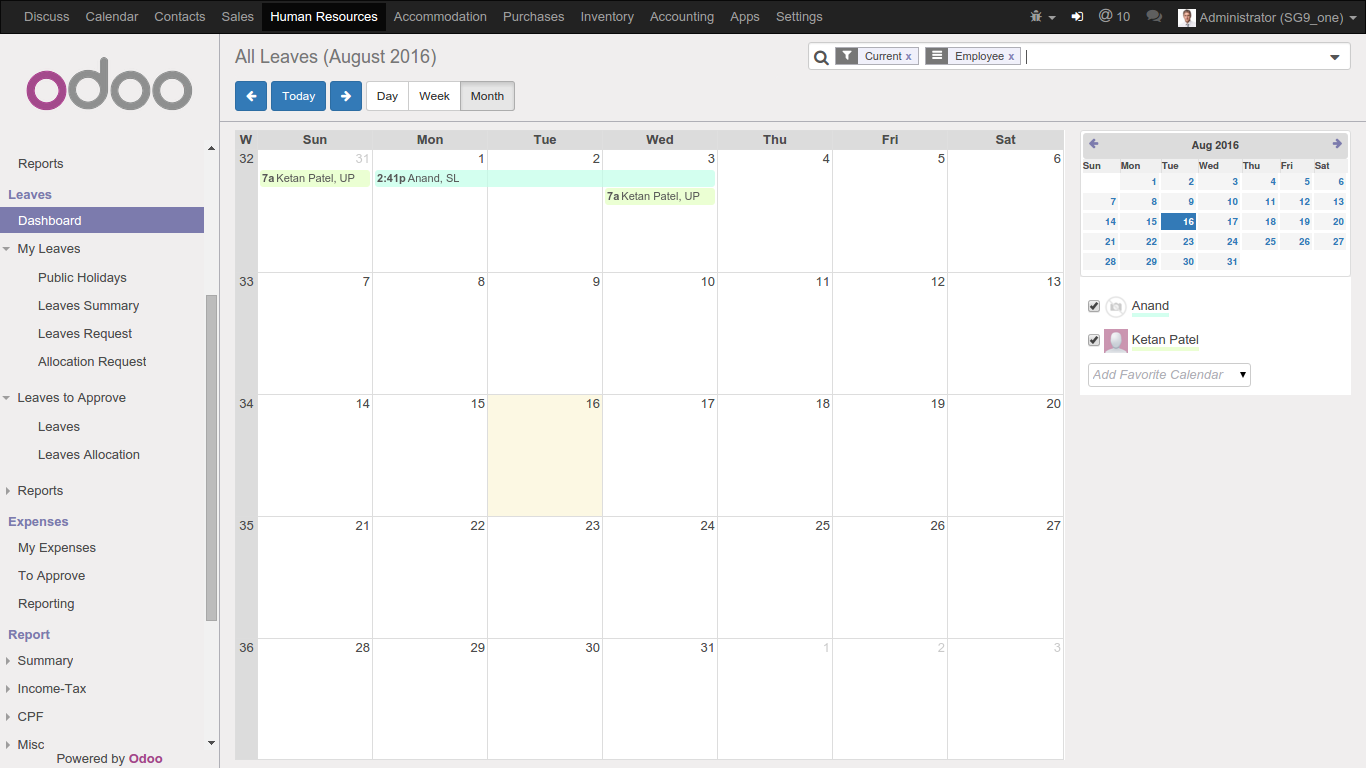 Discuss Calendar Contacts Sales Human Resources Accommodation Purchases Inventory Accounting Apps Settings @ 10 Administrator (SG9_one)
odoo
Reports
Leaves
Dashboard
My Leaves
Public Holidays
Leaves Summary
Leaves Request
Allocation Request
Leaves to Approve
Leaves
Leaves Allocation
Reports
Expenses
My Expenses
To Approve
Reporting
Report
Summary
Income-Tax
CPF
Misc
Powered by Odoo
All Leaves (August 2016)
Current x Employee x
Today Day Week Month
W Sun Mon Tue Wed Thu Fri Sat
32 31 1 2 3 4 5 6
7a Ketan Patel, UP 2:41p Anand, SL
7a Ketan Patel, UP
33 7 8 9 10 11 12 13
34 14 15 16 17 18 19 20
35 21 22 23 24 25 26 27
36 28 29 30 31 1 2 3
Aug 2016
Sun Mon Tue Wed Thu Fri Sat
1 2 3 4 5 6
7 8 9 10 11 12 13
14 15 16 17 18 19 20
21 22 23 24 25 26 27
28 29 30 31
Anand
Ketan Patel
Add Favorite Calendar